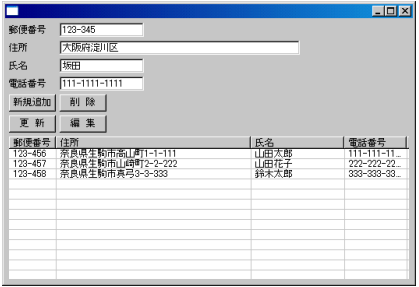 郵便番号 123-345
住所 大阪府淀川区
氏名 坂田
電話番号 111-1111-1111
新規追加 削 除
更 新 編 集
郵便番号 住所 氏名 電話番号
123-456 奈良県生駒市高山町1-1-111 山田太郎 111-111-11...
123-457 奈良県生駒市山崎町2-2-222 山田花子 222-222-22...
123-458 奈良県生駒市真弓3-3-333 鈴木太郎 333-333-33...